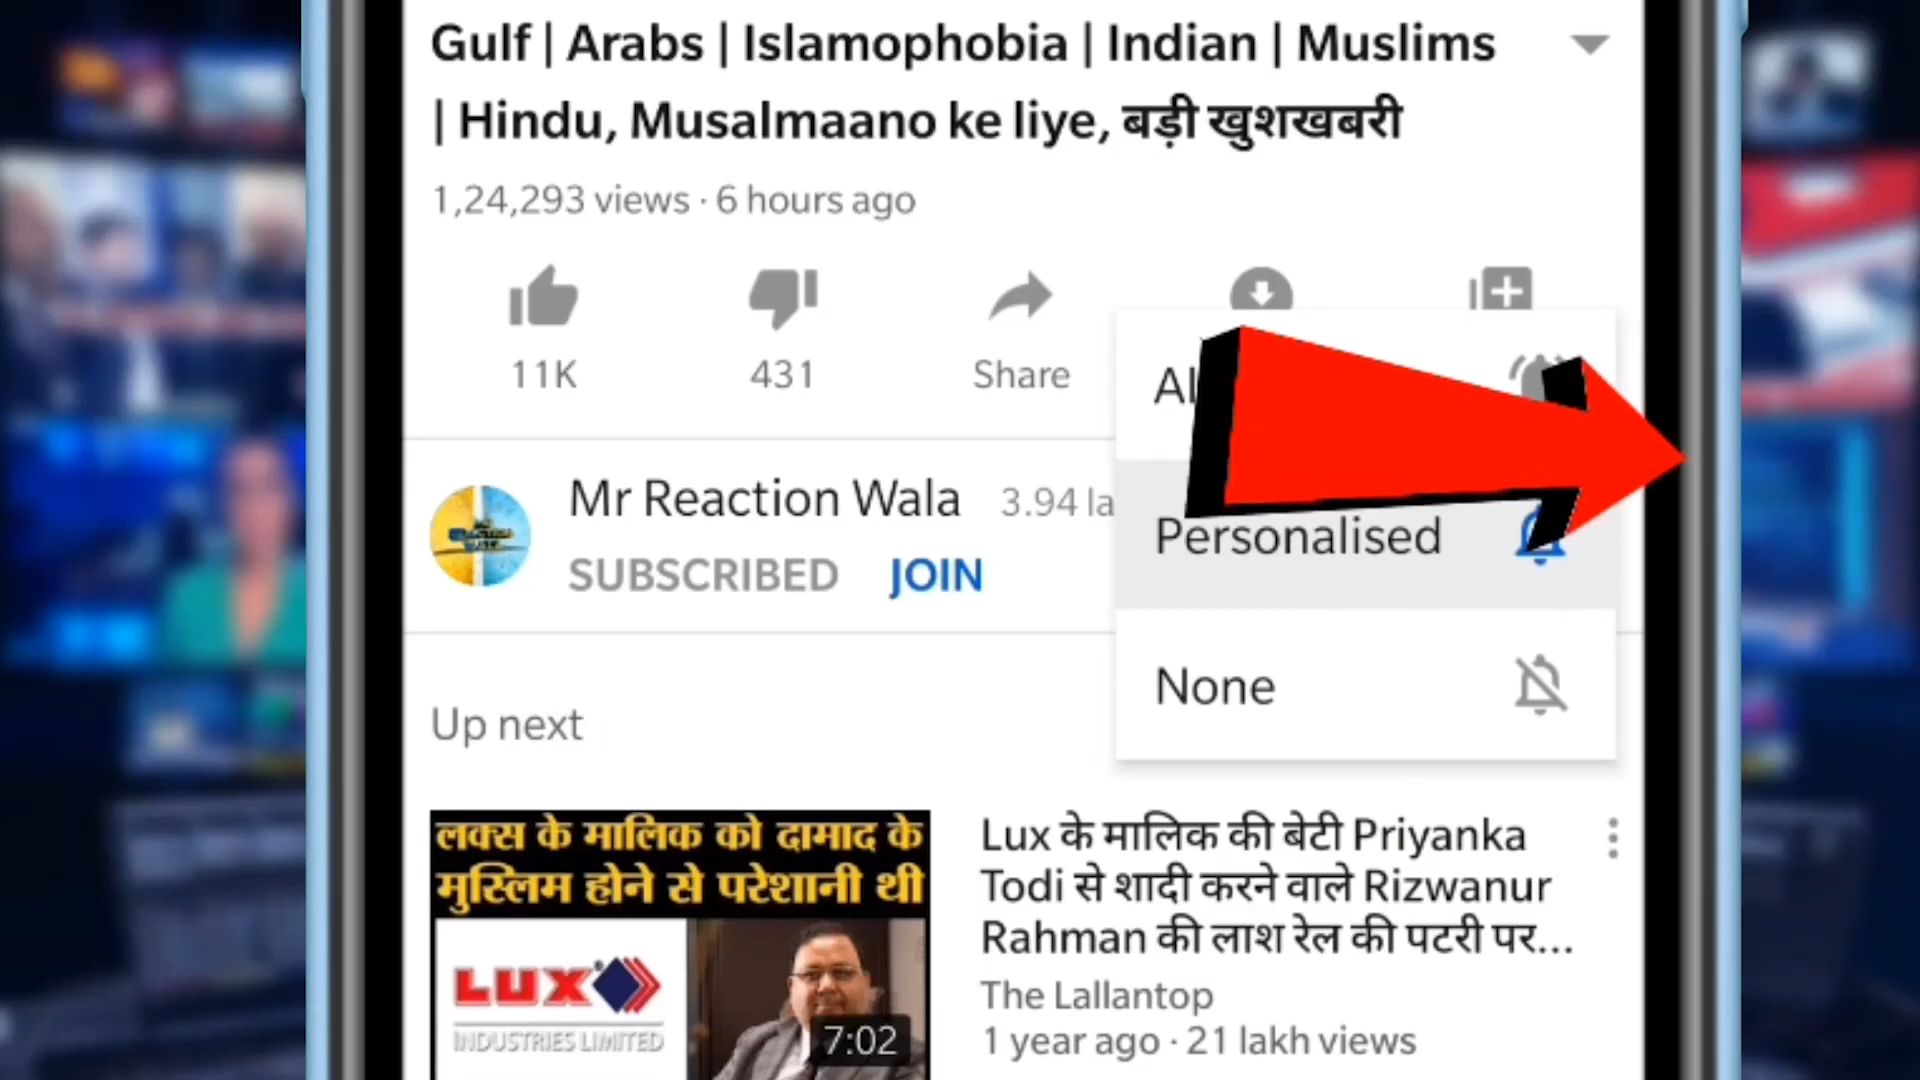 Gulf | Arabs | Islamophobia | Indian | Muslims
| Hindu, Musalmaano ke liye, बड़ी खुशखबरी
1,24,293 views · 6 hours ago
11K
431
Share
Mr Reaction Wala 3.94
SUBSCRIBED JOIN
Personalised
None
Up next
लक्स के मालिक को दामाद के
मुस्लिम होने से परेशानी थी
LUX
INDUSTRIES LIMITED
7:02
Lux के मालिक की बेटी Priyanka
Todi से शादी करने वाले Rizwanur
Rahman की लाश रेल की पटरी पर...
The Lallantop
1 year ago · 21 lakh views